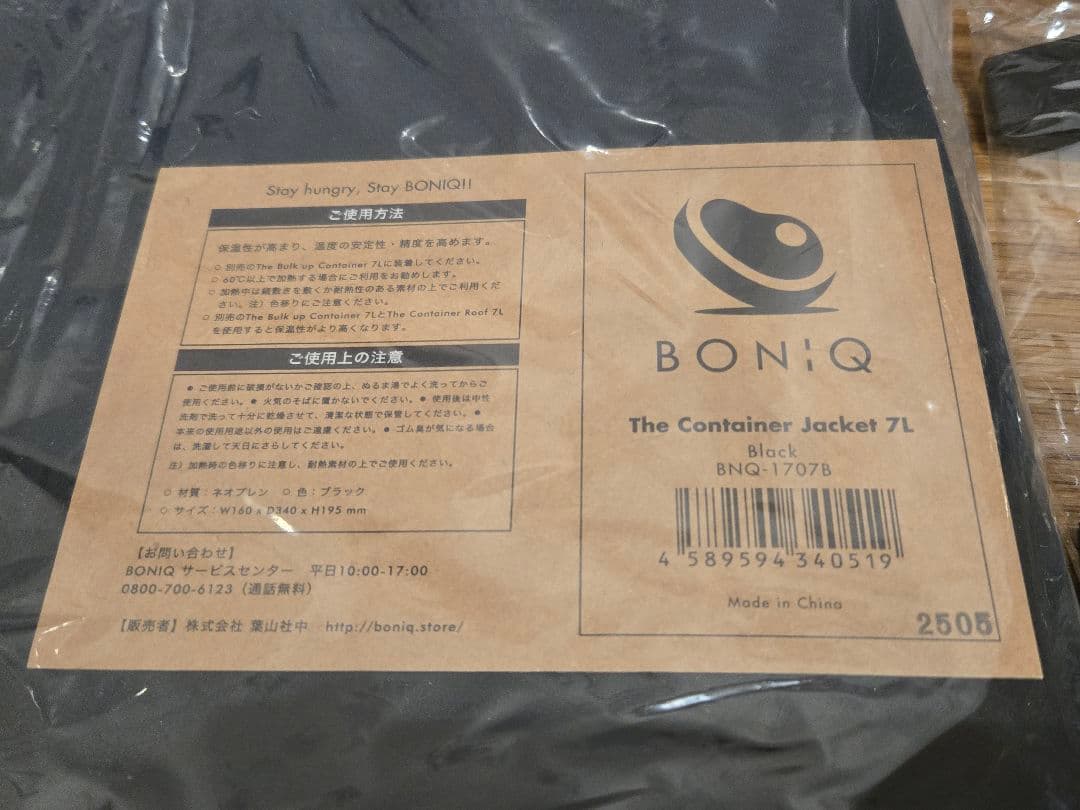 Stay hungry, Stay BONIQ!!
ご使用方法
保温性が高まり、温度の安定性・精度を高めます。
○ 別売のThe Bulk up Container 7Lに装着してください。
○ 60℃以上で加熱する場合にご利用をお勧めします。
○ 加熱中は鍋敷きを敷くか耐熱性のある素材の上でご利用くだ
さい。注）色移りにご注意ください。
○ 別売のThe Bulk up Container 7LとThe Container Roof 7L
を使用すると保温性がより高くなります。
ご使用上の注意
● ご使用前に破損がないかご確認の上、ぬるま湯でよく洗ってからご
使用ください。● 火気のそばに置かないでください。● 使用後は中性
洗剤で洗って十分に乾燥させて、清潔な状態で保管してください。●
本来の使用用途以外の使用はご遠慮ください。● ゴム臭が気になる場合
は、洗濯して天日にさらしてください。
注）加熱時の色移りに注意し、耐熱素材の上でご使用ください。
○ 材質：ネオプレン ○ 色：ブラック
○ サイズ：W160 x D340 x H195 mm
【お問い合わせ】
BONIQ サービスセンター 平日10:00-17:00
0800-700-6123（通話無料）
【販売者】株式会社 葉山社中 http://boniq.store/
BONIQ
The Container Jacket 7L
Black
BNQ-1707B
4 589594 340519
Made in China
2505